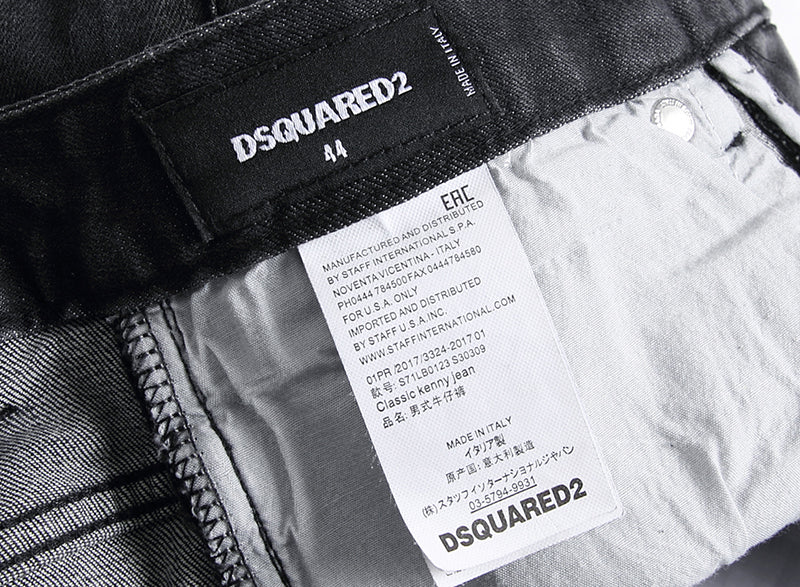 DSQUARED2
44
MADE IN ITALY
EAC
MANUFACTURED AND DISTRIBUTED
BY STAFF INTERNATIONAL S.P.A.
NOVENTA VICENTINA - ITALY
PH0444 784500 FAX 0444784580
FOR U.S.A. ONLY
IMPORTED AND DISTRIBUTED
BY STAFF U.S.A. INC.
WWW.STAFFINTERNATIONAL.COM
01PR /2017/3324-2017 01
款号: S71LB0123 S30309
Classic kenny jean
品名: 男式牛仔裤
MADE IN ITALY
イタリア製
原产国: 意大利製造
(株) スタッフインターナショナルジャパン
03-5794-9931
DSQUARED2